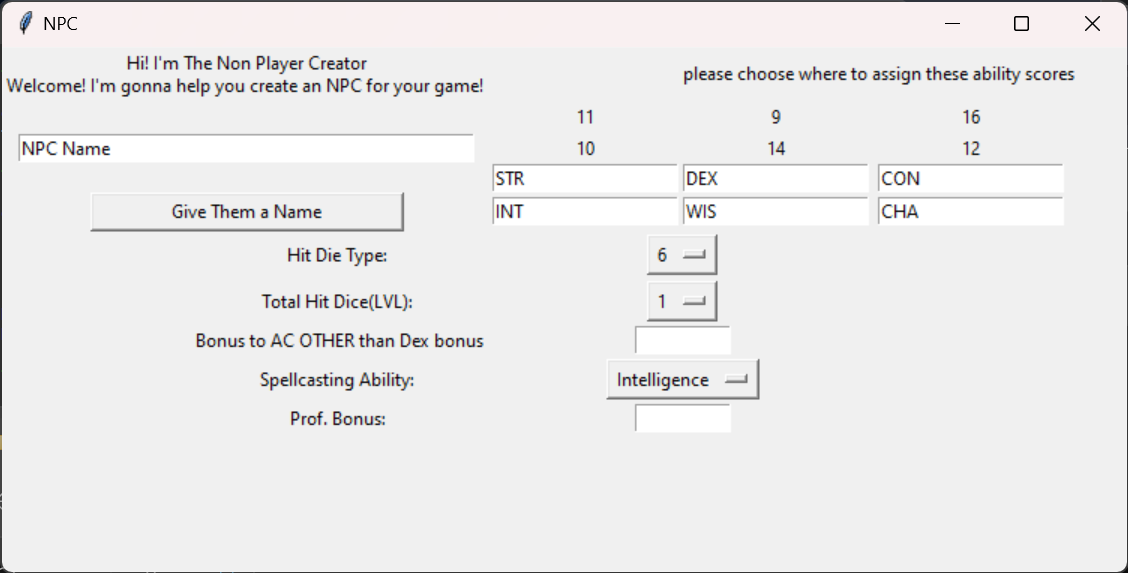 NPC
Hi! I'm The Non Player Creator
Welcome! I'm gonna help you create an NPC for your game!
please choose where to assign these ability scores
11 9 16
NPC Name
10 14 12
STR DEX CON
Give Them a Name
INT WIS CHA
Hit Die Type: 6
Total Hit Dice(LVL): 1
Bonus to AC OTHER than Dex bonus
Spellcasting Ability: Intelligence
Prof. Bonus: